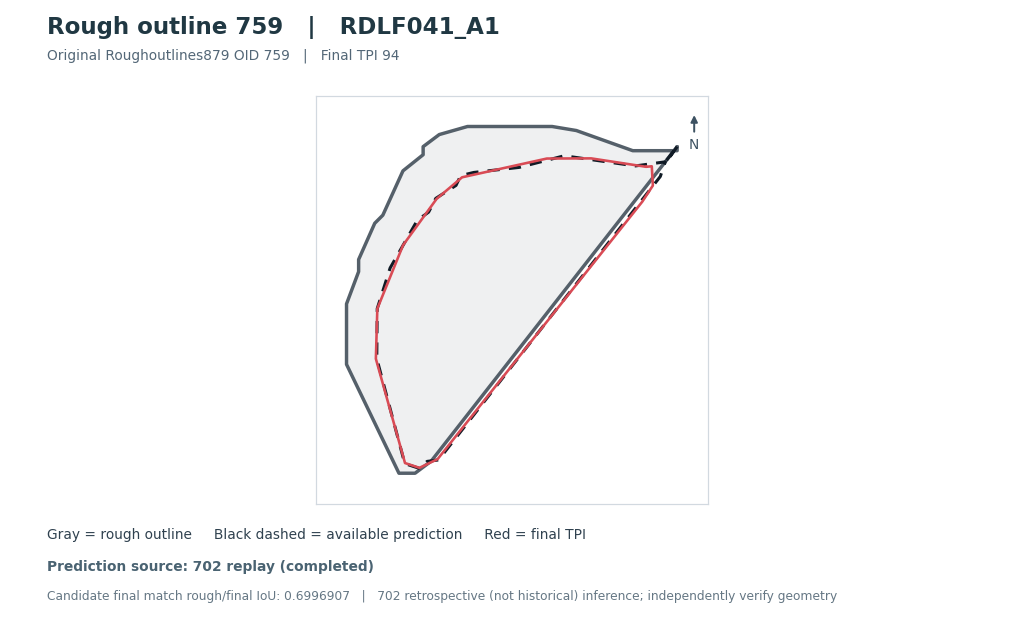 Rough outline 759 | RDLF041_A1
Original Roughoutlines879 OID 759 | Final TPI 94
N
Gray = rough outline Black dashed = available prediction Red = final TPI
Prediction source: 702 replay (completed)
Candidate final match rough/final IoU: 0.6996907 | 702 retrospective (not historical) inference; independently verify geometry